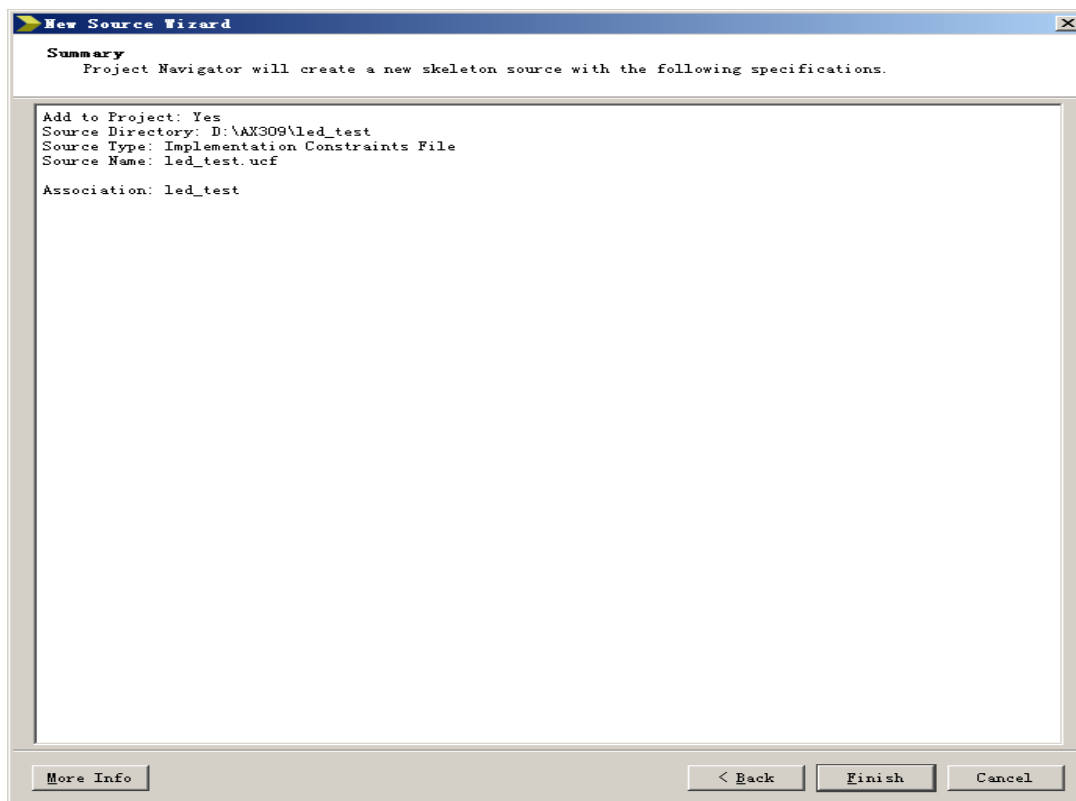 New Source Wizard
Summary
Project Navigator will create a new skeleton source with the following specifications.
Add to Project: Yes
Source Directory: D:\AX309\led_test
Source Type: Implementation Constraints File
Source Name: led_test.ucf
Association: led_test
More Info
< Back
Finish
Cancel